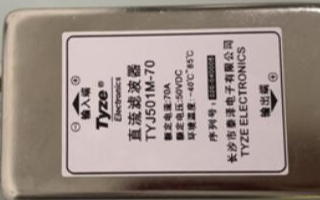 输入端
Tyze®
Electronics
直流滤波器
TYJ501M-70
额定电流:70A
额定电压:50VDC
环境温度:-40℃~85℃
序列号:
长沙市泰泽电子有限公司
TYZE ELECTRONICS
输出端